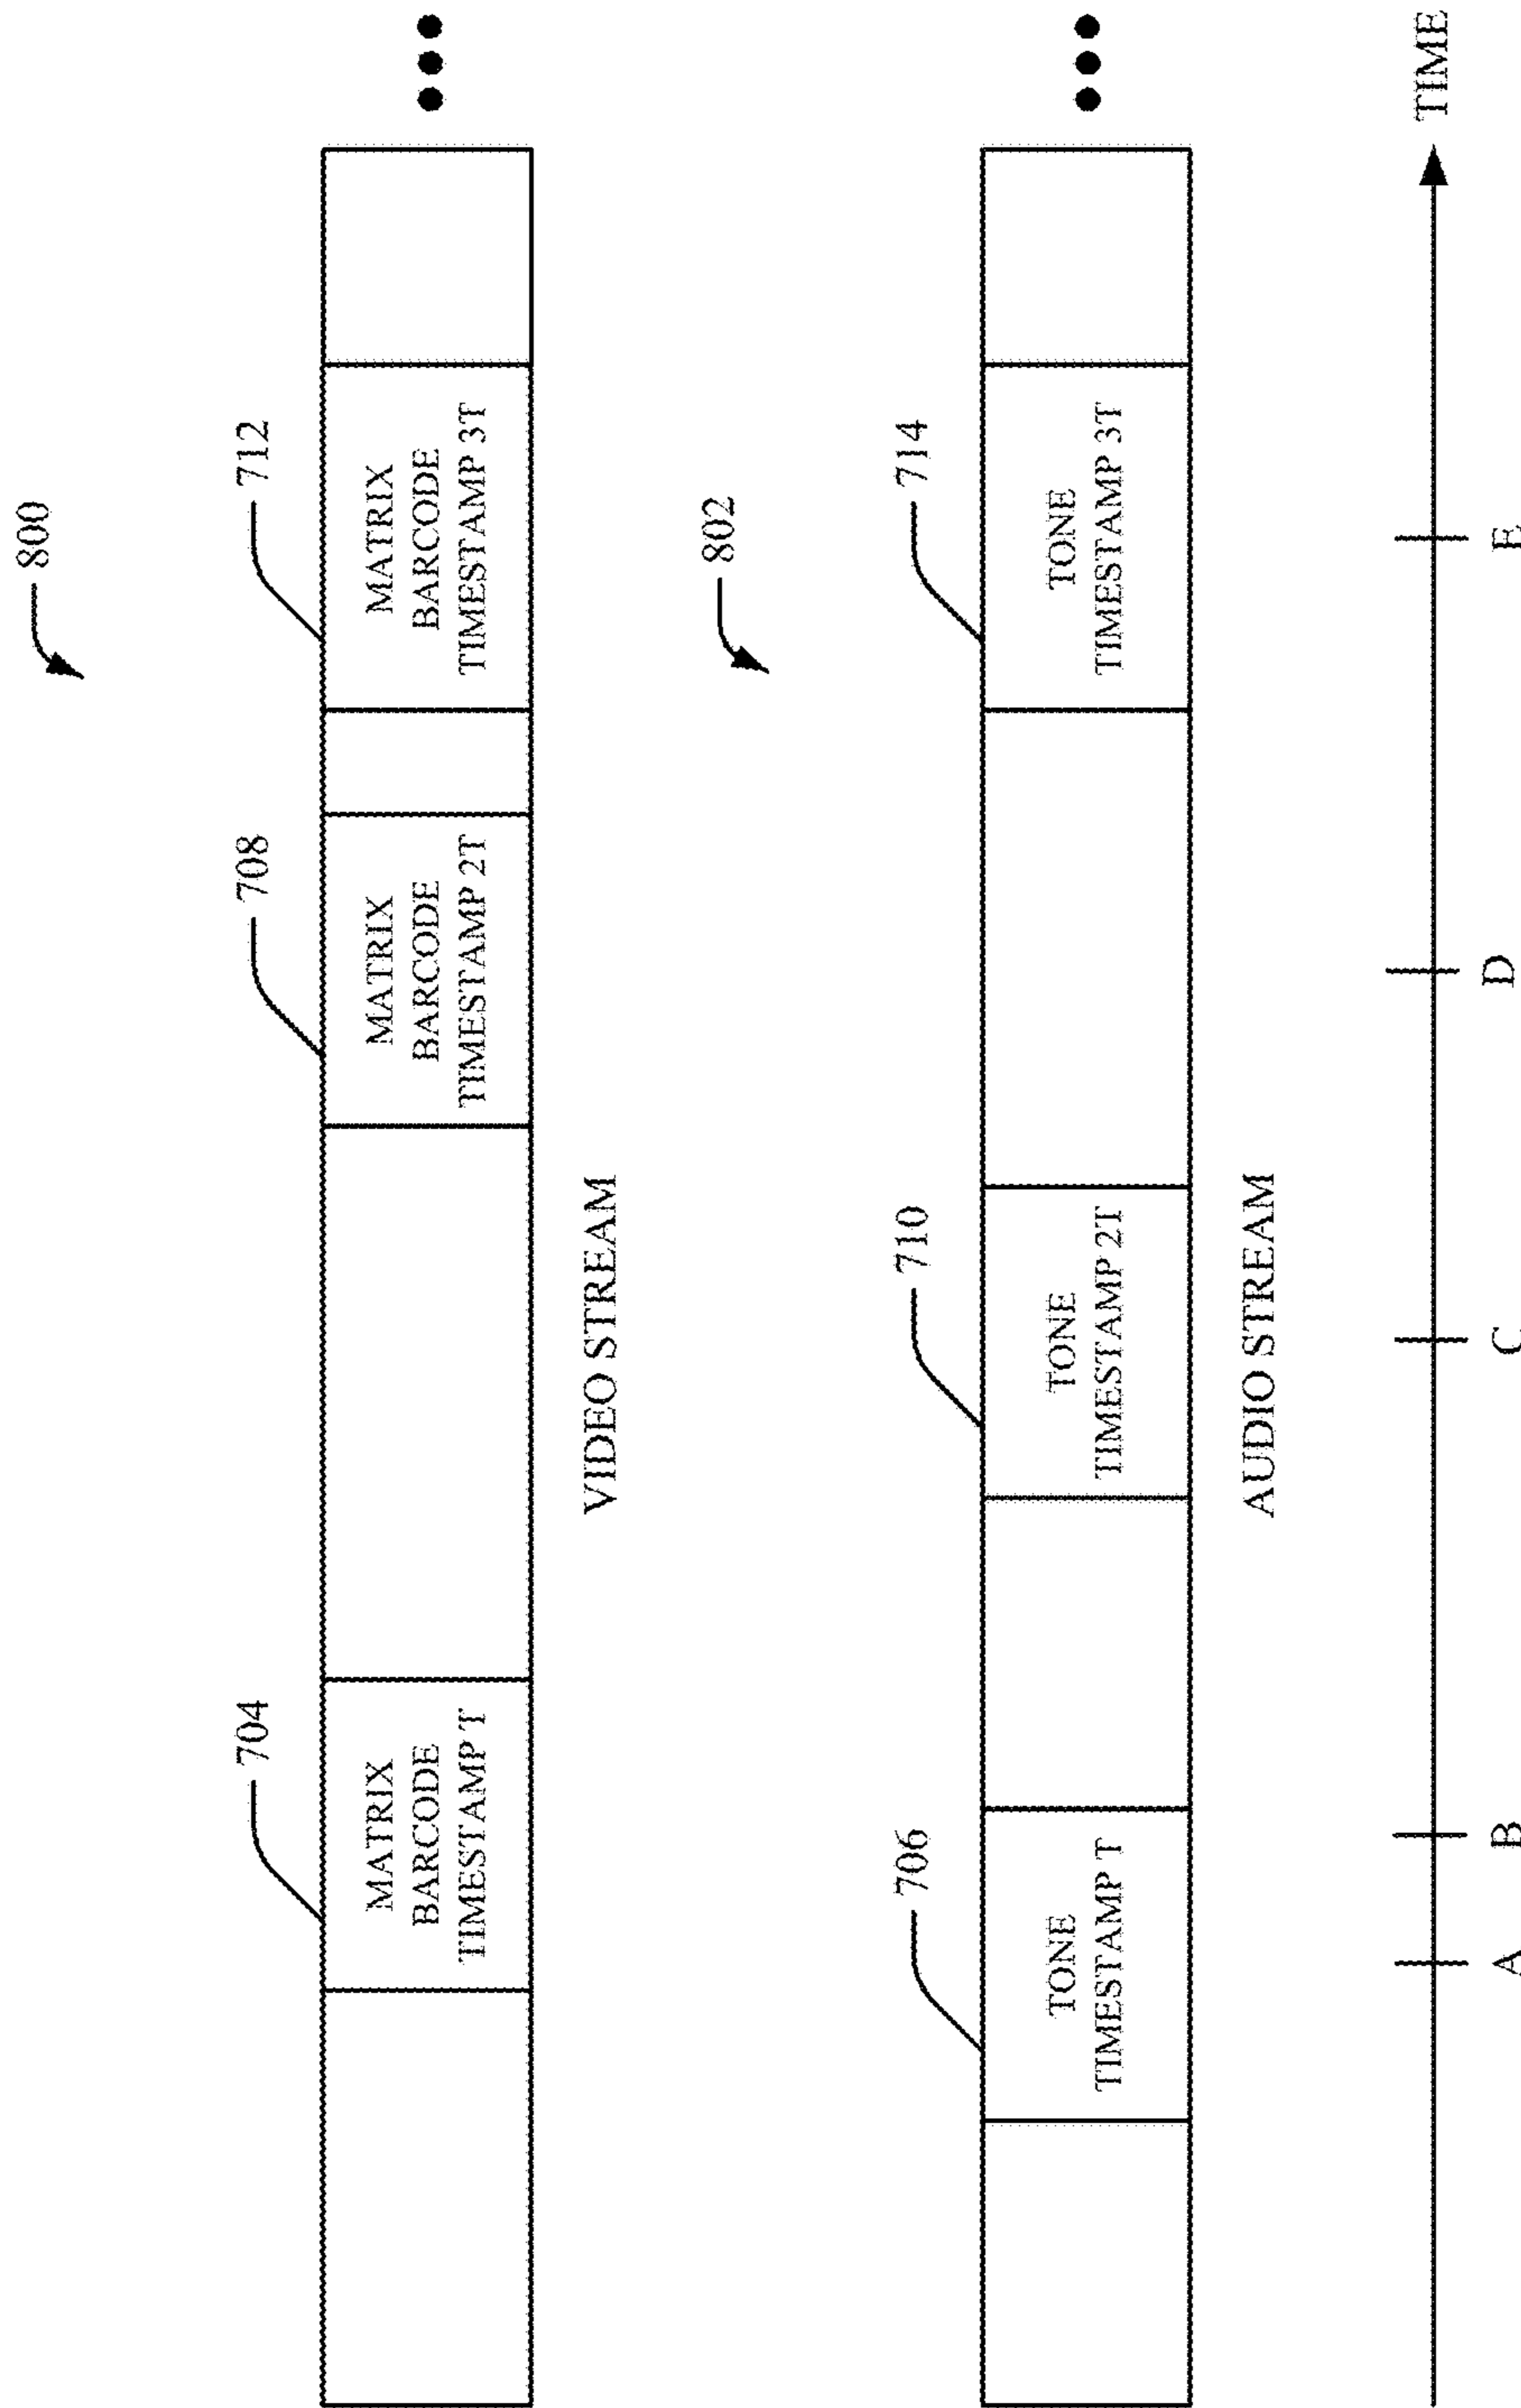 800
704
708
712
MATRIX
BARCODE
TIMESTAMP T
MATRIX
BARCODE
TIMESTAMP 2T
MATRIX
BARCODE
TIMESTAMP 3T
VIDEO STREAM
802
706
710
714
TONE
TIMESTAMP T
TONE
TIMESTAMP 2T
TONE
TIMESTAMP 3T
AUDIO STREAM
TIME
A
B
C
D
E